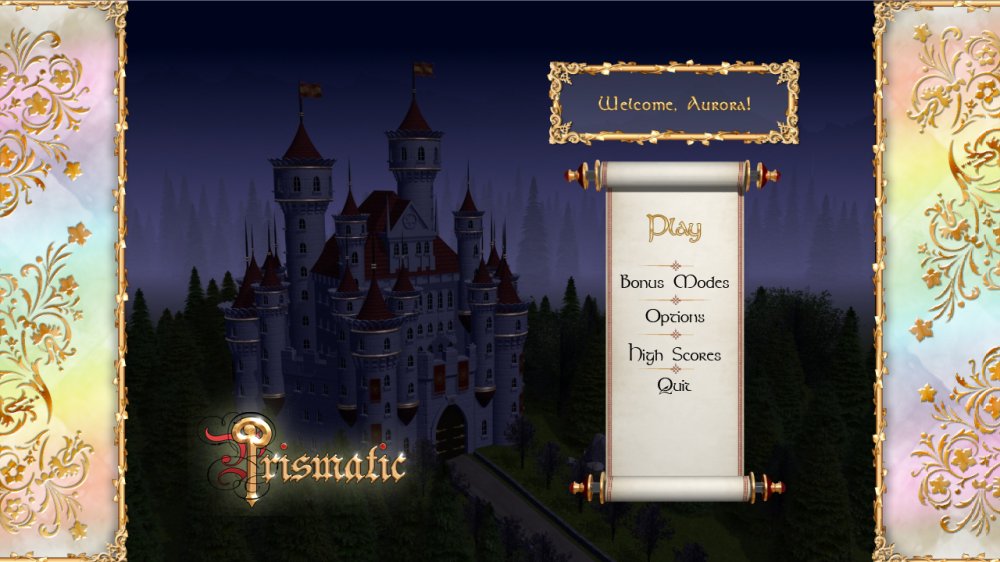 Welcome, Aurora!
Play
Bonus Modes
Options
High Scores
Quit
Prismatic